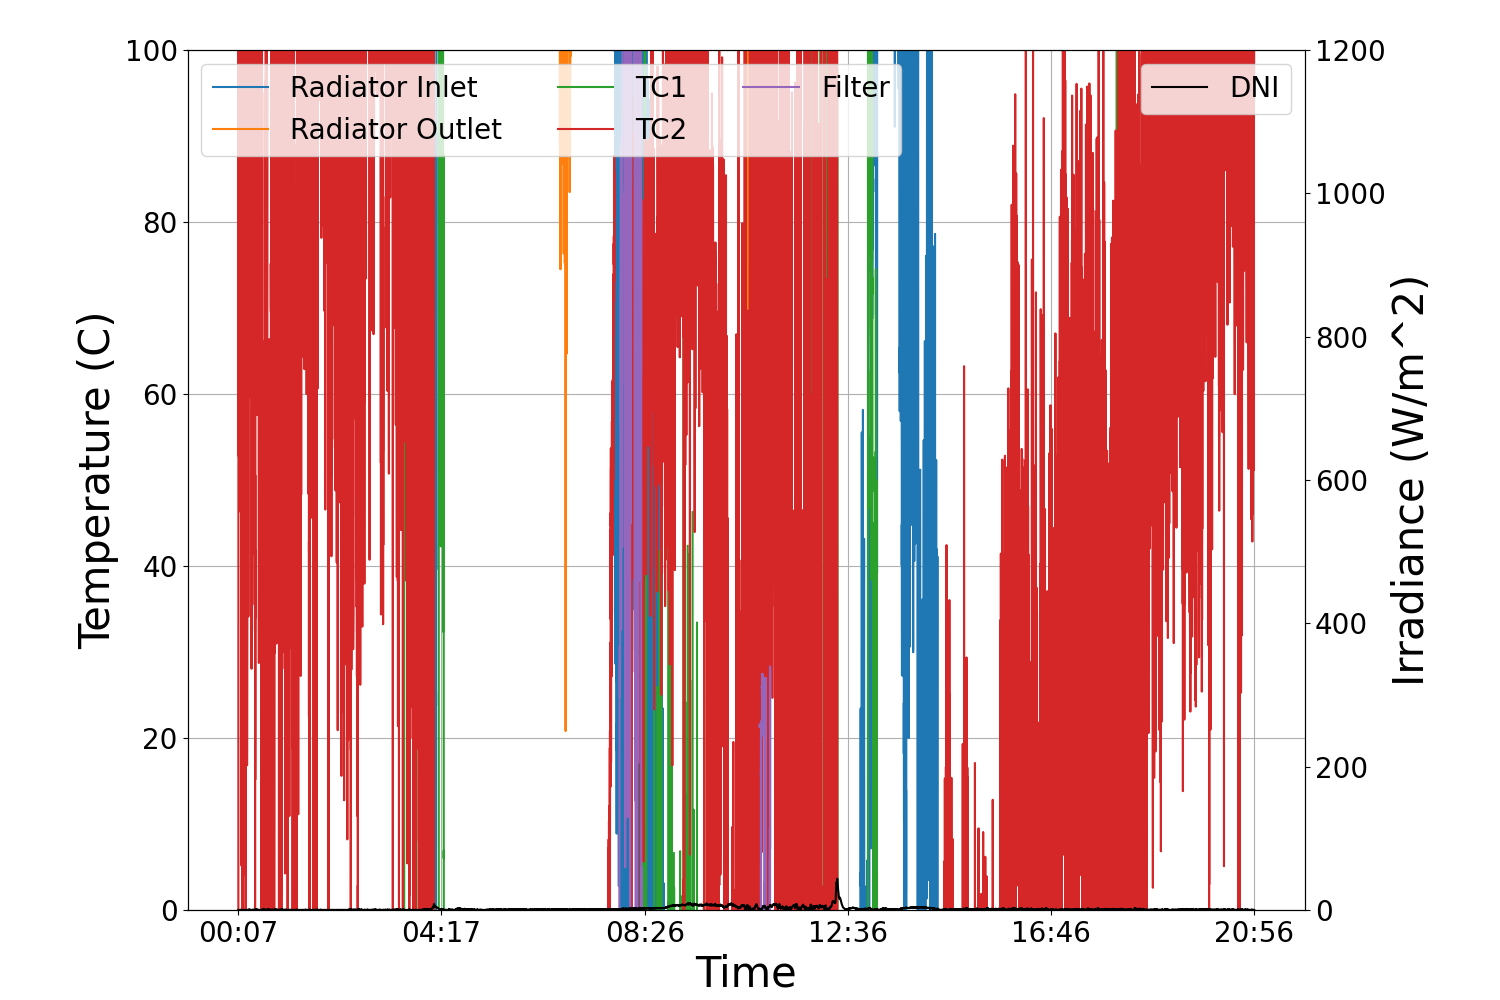 100
80
60
40
20
0
Temperature (C)
Radiator Inlet
Radiator Outlet
TC1
TC2
Filter
DNI
1200
1000
800
600
400
200
0
Irradiance (W/m^2)
00:07
04:17
08:26
12:36
16:46
20:56
Time